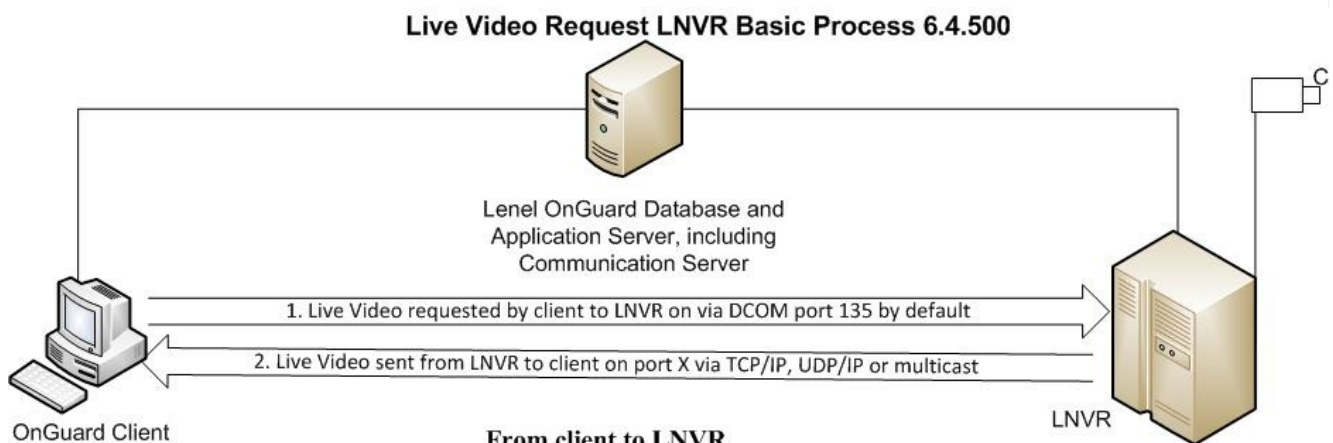 Live Video Request LNVR Basic Process 6.4.500
C
Lenel OnGuard Database and
Application Server, including
Communication Server
1. Live Video requested by client to LNVR on via DCOM port 135 by default
2. Live Video sent from LNVR to client on port X via TCP/IP, UDP/IP or multicast
OnGuard Client
LNVR
From client to LNVR